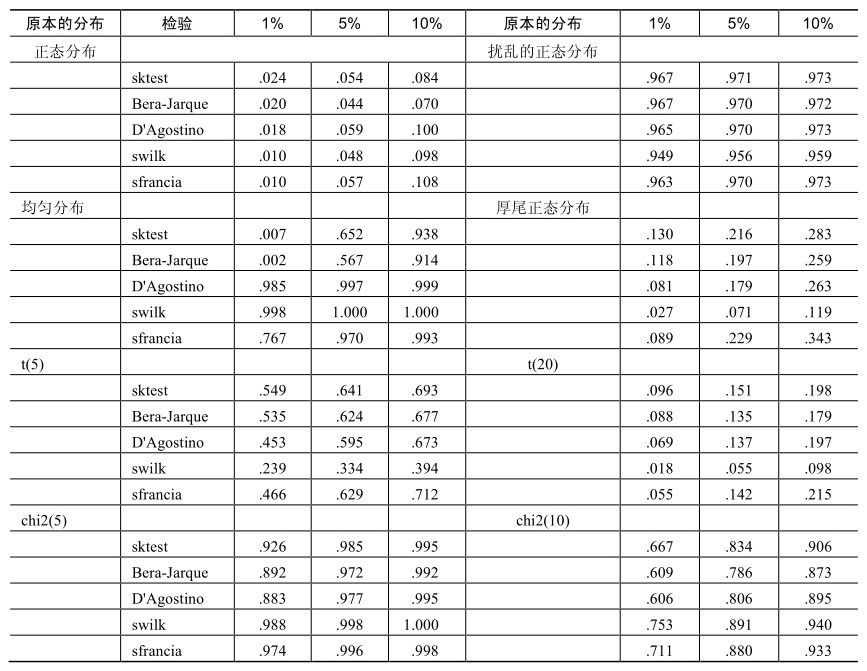 原本的分布 检验 1% 5% 10% 原本的分布 1% 5% 10%
正态分布 扰乱的正态分布
sktest .024 .054 .084 .967 .971 .973
Bera-Jarque .020 .044 .070 .967 .970 .972
D'Agostino .018 .059 .100 .965 .970 .973
swilk .010 .048 .098 .949 .956 .959
sfrancia .010 .057 .108 .963 .970 .973
均匀分布 厚尾正态分布
sktest .007 .652 .938 .130 .216 .283
Bera-Jarque .002 .567 .914 .118 .197 .259
D'Agostino .985 .997 .999 .081 .179 .263
swilk .998 1.000 1.000 .027 .071 .119
sfrancia .767 .970 .993 .089 .229 .343
t(5) t(20)
sktest .549 .641 .693 .096 .151 .198
Bera-Jarque .535 .624 .677 .088 .135 .179
D'Agostino .453 .595 .673 .069 .137 .197
swilk .239 .334 .394 .018 .055 .098
sfrancia .466 .629 .712 .055 .142 .215
chi2(5) chi2(10)
sktest .926 .985 .995 .667 .834 .906
Bera-Jarque .892 .972 .992 .609 .786 .873
D'Agostino .883 .977 .995 .606 .806 .895
swilk .988 .998 1.000 .753 .891 .940
sfrancia .974 .996 .998 .711 .880 .933